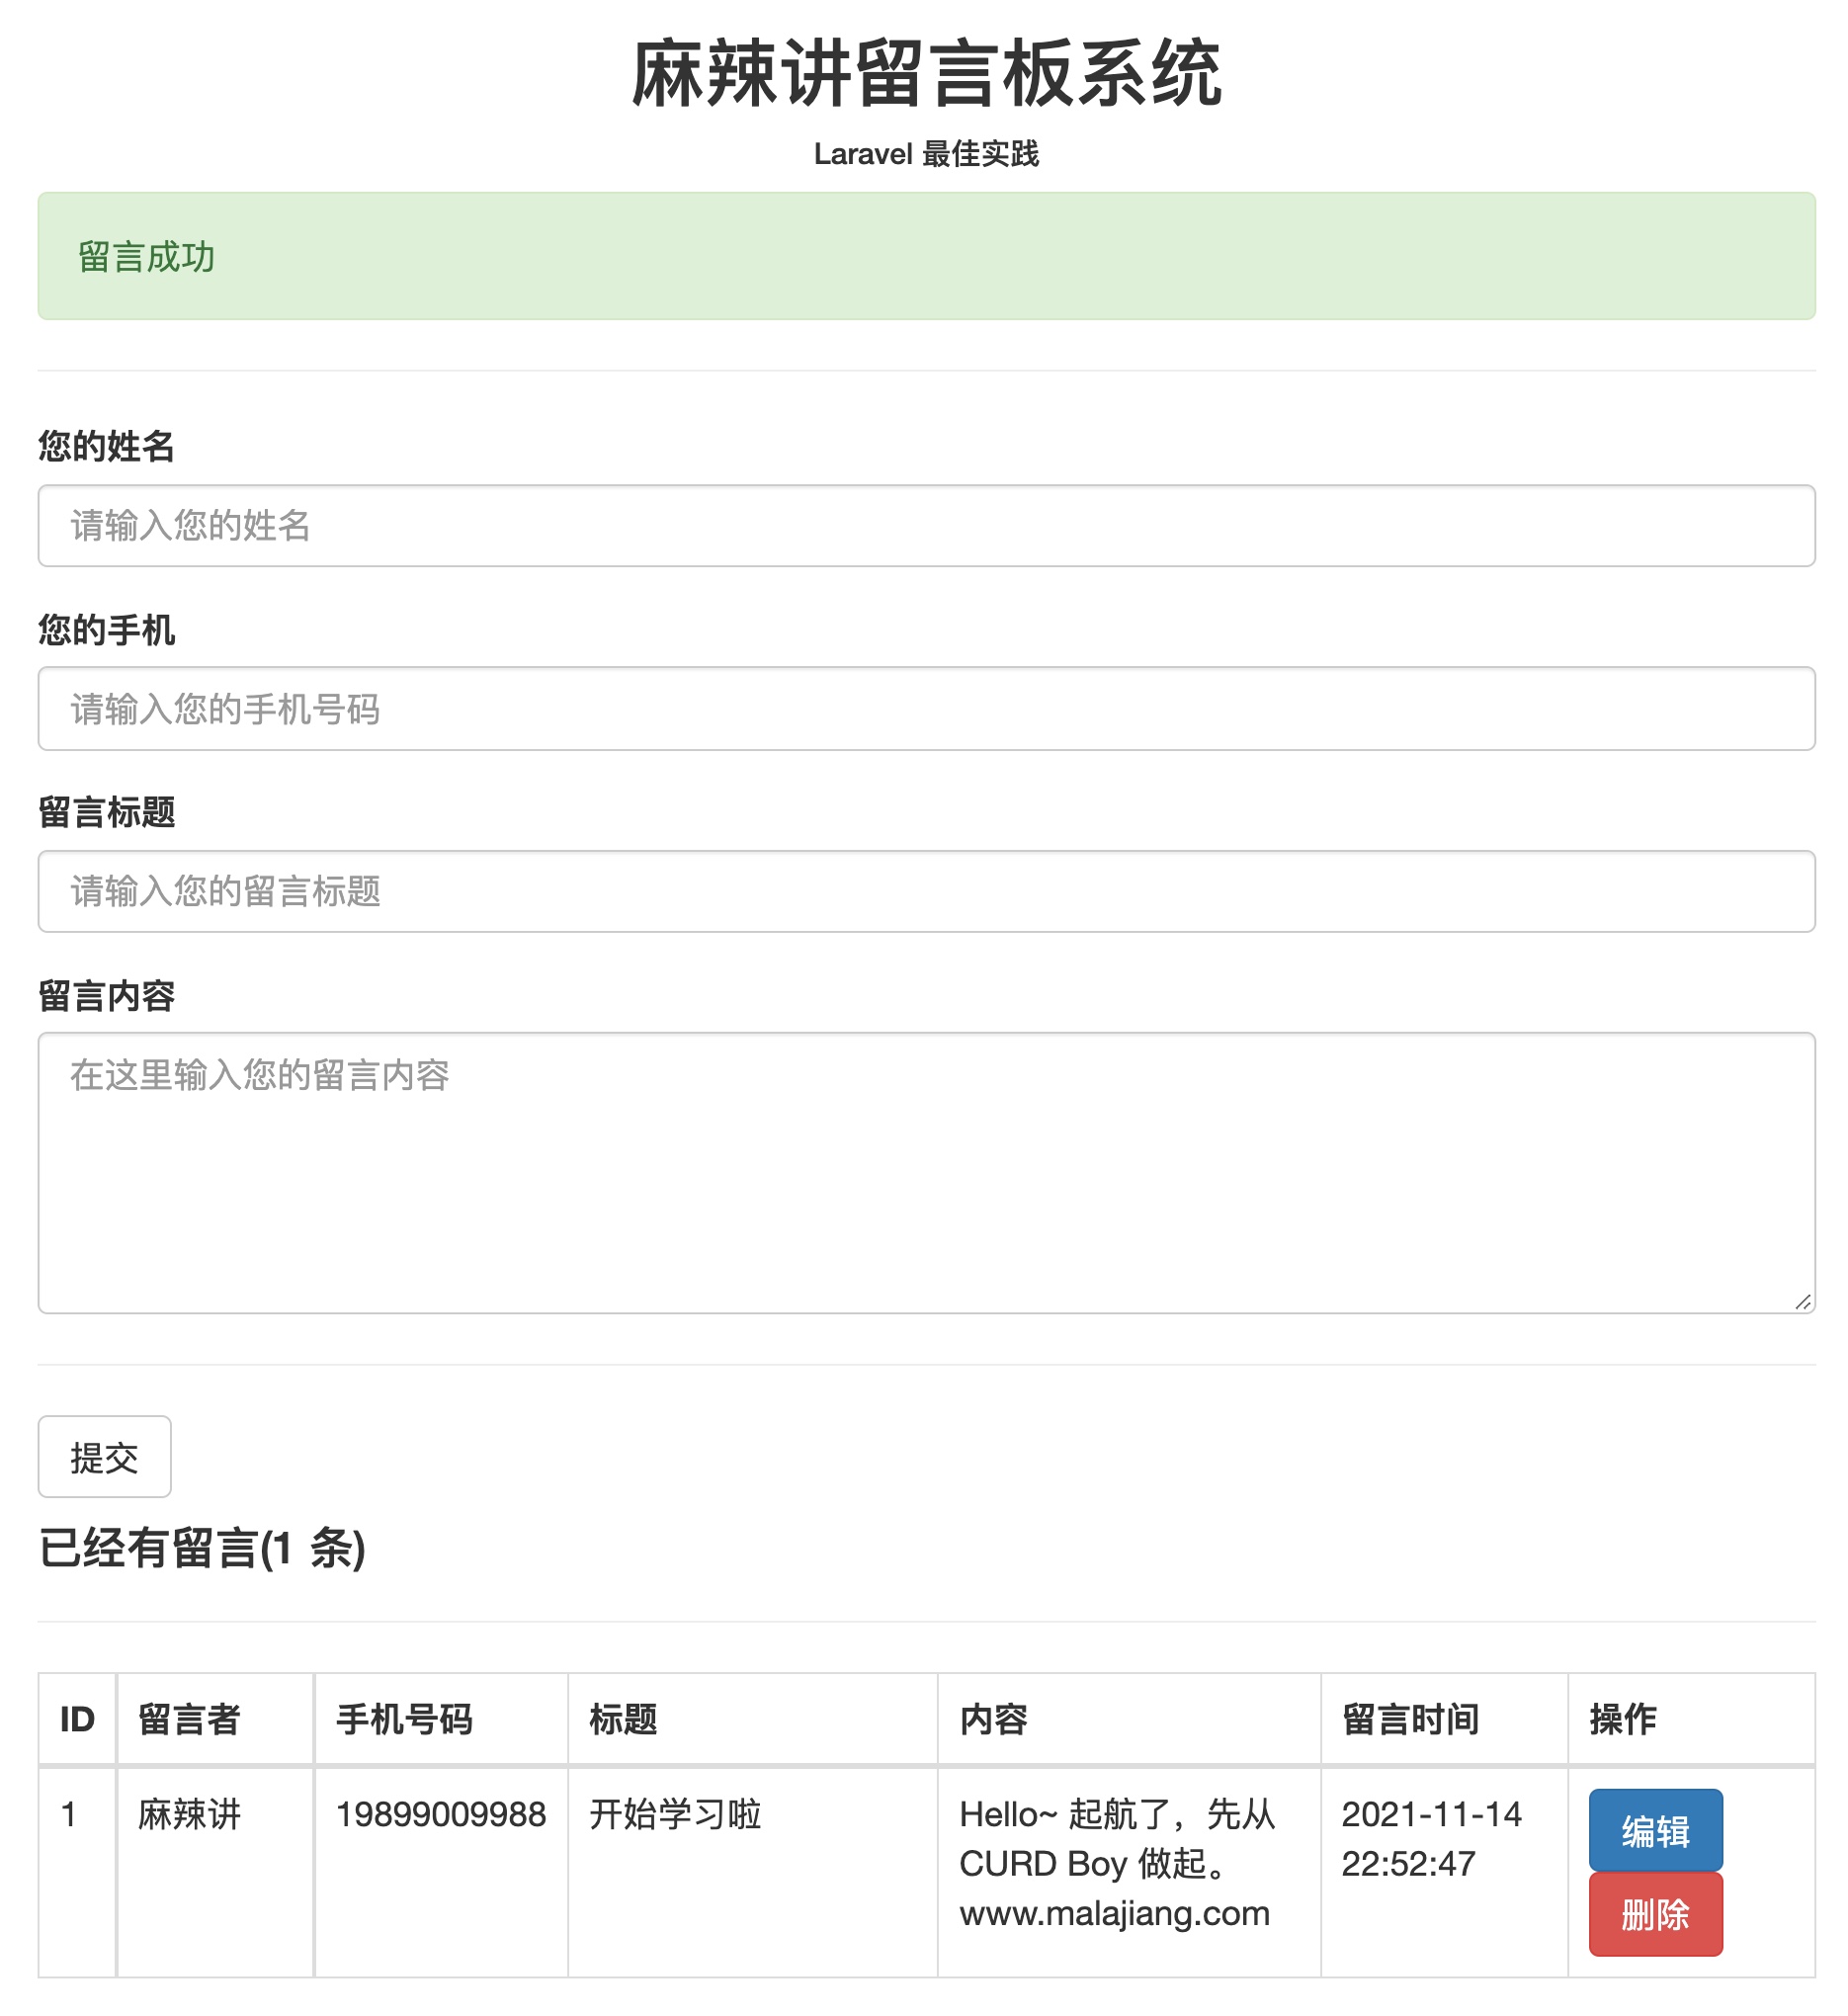 麻辣讲留言板系统
Laravel 最佳实践
留言成功
您的姓名
请输入您的姓名
您的手机
请输入您的手机号码
留言标题
请输入您的留言标题
留言内容
在这里输入您的留言内容
提交
已经有留言(1 条)
ID 留言者 手机号码 标题 内容 留言时间 操作
1 麻辣讲 19899009988 开始学习啦 Hello~ 起航了，先从 2021-11-14 编辑
CURD Boy 做起。 22:52:47
www.malajiang.com 删除